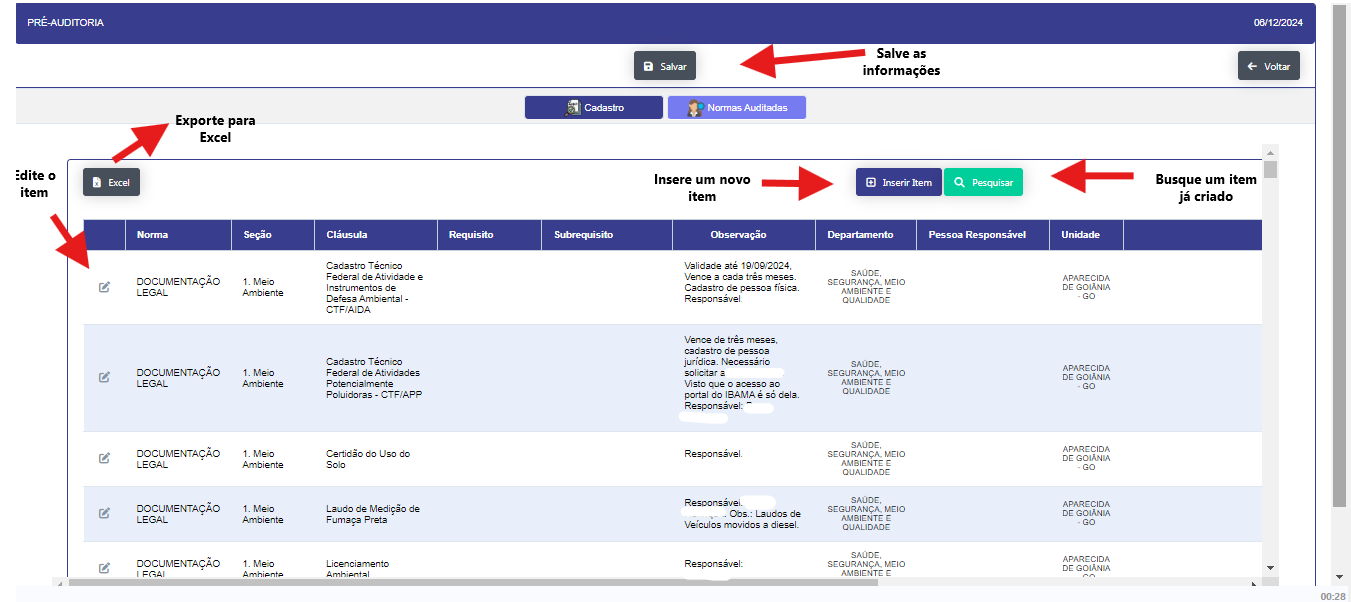 PRÉ-AUDITORIA 06/12/2024
Salvar
Salve as
informações
Voltar
Cadastro
Normas Auditadas
Exporte para
Excel
Edite o
item
Excel
Insere um novo
item
Inserir Item
Pesquisar
Busque um item
já criado
Norma Seção Cláusula Requisito Subrequisito Observação Departamento Pessoa Responsável Unidade
DOCUMENTAÇÃO
LEGAL
1. Meio
Ambiente
Cadastro Técnico
Federal de Atividade e
Instrumentos de
Defesa Ambiental -
CTF/AIDA
Validade até 19/09/2024,
Vence a cada três meses.
Cadastro de pessoa física.
Responsável
SAÚDE,
SEGURANÇA, MEIO
AMBIENTE E
QUALIDADE
APARECIDA
DE GOIÂNIA
- GO
DOCUMENTAÇÃO
LEGAL
1. Meio
Ambiente
Cadastro Técnico
Federal de Atividades
Potencialmente
Poluidoras - CTF/APP
Vence de três meses,
cadastro de pessoa
jurídica. Necessário
solicitar a
Visto que o acesso ao
portal do IBAMA é só dela.
Responsável:
SAÚDE,
SEGURANÇA, MEIO
AMBIENTE E
QUALIDADE
APARECIDA
DE GOIÂNIA
- GO
DOCUMENTAÇÃO
LEGAL
1. Meio
Ambiente
Certidão do Uso do
Solo
Responsável.
SAÚDE,
SEGURANÇA, MEIO
AMBIENTE E
QUALIDADE
APARECIDA
DE GOIÂNIA
- GO
DOCUMENTAÇÃO
LEGAL
1. Meio
Ambiente
Laudo de Medição de
Fumaça Preta
Responsável
Obs.: Laudos de
Veículos movidos a diesel.
SAÚDE,
SEGURANÇA, MEIO
AMBIENTE E
QUALIDADE
APARECIDA
DE GOIÂNIA
- GO
DOCUMENTAÇÃO
LEGAL
1. Meio
Ambiente
Licenciamento
Ambiental
Responsável:
SAÚDE,
SEGURANÇA, MEIO
AMBIENTE E
APARECIDA
DE GOIÂNIA
- GO
00:28